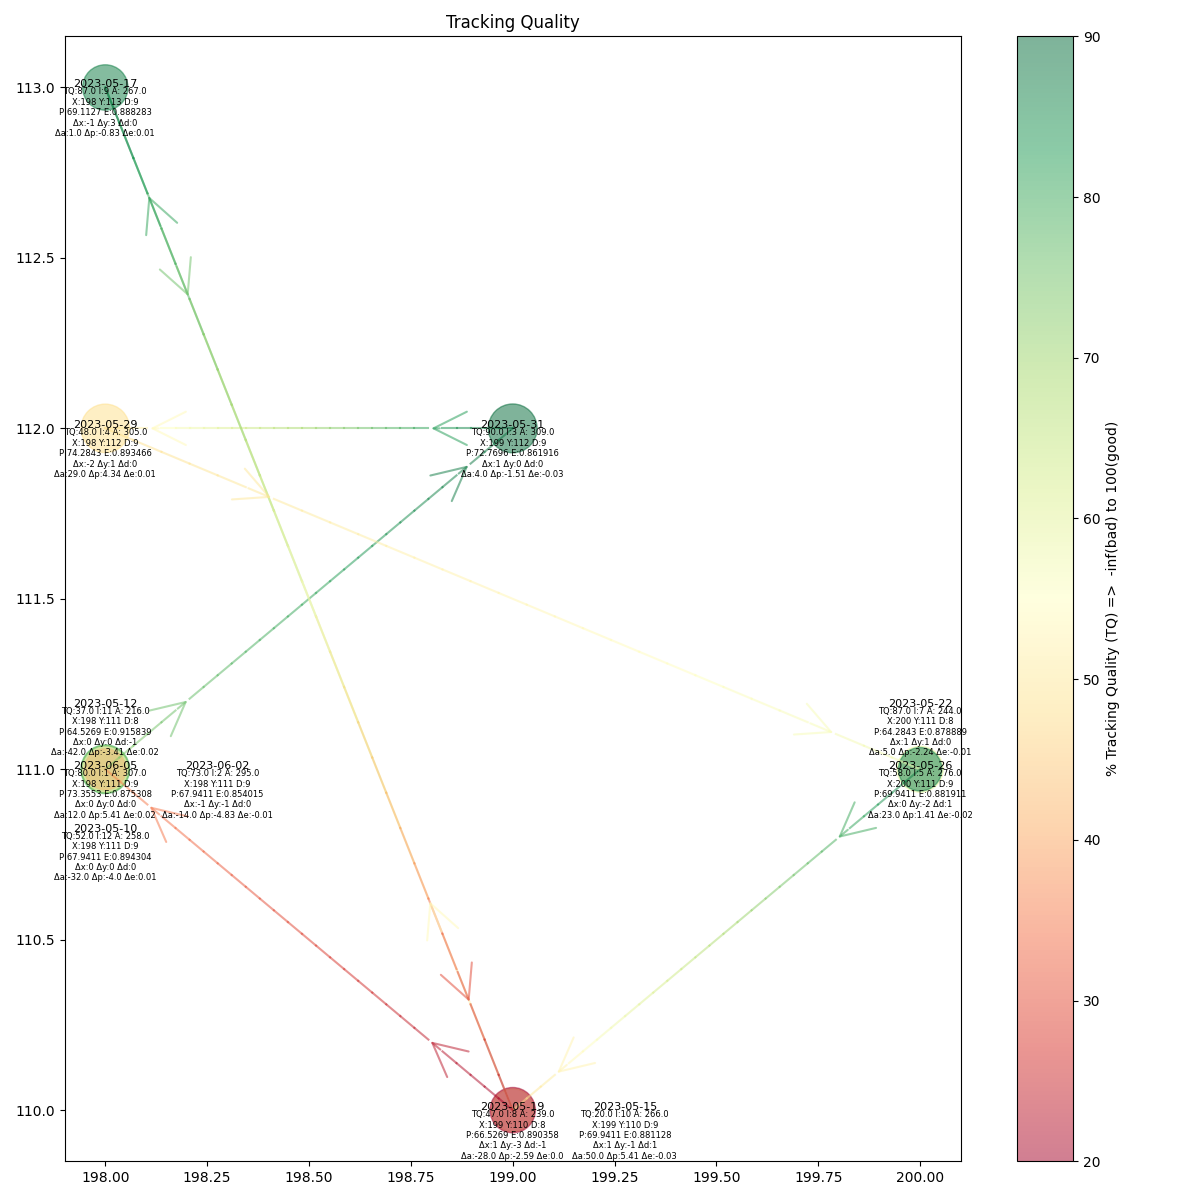 Tracking Quality
113.0
112.5
112.0
111.5
111.0
110.5
110.0
198.00
198.25
198.50
198.75
199.00
199.25
199.50
199.75
200.00
2023-05-17
TQ:87.0 I:9 A: 267.0
X:198 Y:113 D:9
P:69.1127 E:0.888283
Δx:-1 Δy:3 Δd:0
Δa:1.0 Δp:-0.83 Δe:0.01
2023-05-29
TQ:48.0 I:4 A: 305.0
X:198 Y:112 D:9
P:74.2843 E:0.893466
Δx:-2 Δy:1 Δd:0
Δa:29.0 Δp:4.34 Δe:0.01
2023-05-31
TQ:90.0 I:3 A: 309.0
X:199 Y:112 D:9
P:72.7696 E:0.861916
Δx:1 Δy:0 Δd:0
Δa:4.0 Δp:-1.51 Δe:-0.03
2023-05-12
TQ:37.0 I:11 A: 216.0
X:198 Y:111 D:8
P:64.5269 E:0.915839
Δx:0 Δy:0 Δd:-1
Δa:-42.0 Δp:-3.41 Δe:0.02
2023-06-05
TQ:80.0 I:1 A: 307.0
X:198 Y:111 D:9
P:73.3553 E:0.875308
Δx:0 Δy:0 Δd:0
Δa:12.0 Δp:5.41 Δe:0.02
2023-06-02
TQ:73.0 I:2 A: 295.0
X:198 Y:111 D:9
P:67.9411 E:0.854015
Δx:-1 Δy:-1 Δd:0
Δa:-14.0 Δp:-4.83 Δe:-0.01
2023-05-10
TQ:52.0 I:12 A: 258.0
X:198 Y:111 D:9
P:67.9411 E:0.894304
Δx:0 Δy:0 Δd:0
Δa:-32.0 Δp:-4.0 Δe:0.01
2023-05-22
TQ:87.0 I:7 A: 244.0
X:200 Y:111 D:8
P:64.2843 E:0.878889
Δx:1 Δy:1 Δd:0
Δa:5.0 Δp:-2.24 Δe:-0.01
2023-05-26
TQ:58.0 I:5 A: 276.0
X:200 Y:111 D:9
P:69.9411 E:0.881911
Δx:0 Δy:-2 Δd:1
Δa:23.0 Δp:1.41 Δe:-0.02
2023-05-19
TQ:47.0 I:8 A: 239.0
X:199 Y:110 D:8
P:66.5269 E:0.890358
Δx:1 Δy:-3 Δd:-1
Δa:-28.0 Δp:-2.59 Δe:0.0
2023-05-15
TQ:20.0 I:10 A: 266.0
X:199 Y:110 D:9
P:69.9411 E:0.881128
Δx:1 Δy:-1 Δd:1
Δa:50.0 Δp:5.41 Δe:-0.03
90
80
70
60
50
40
30
20
% Tracking Quality (TQ) => -inf(bad) to 100(good)